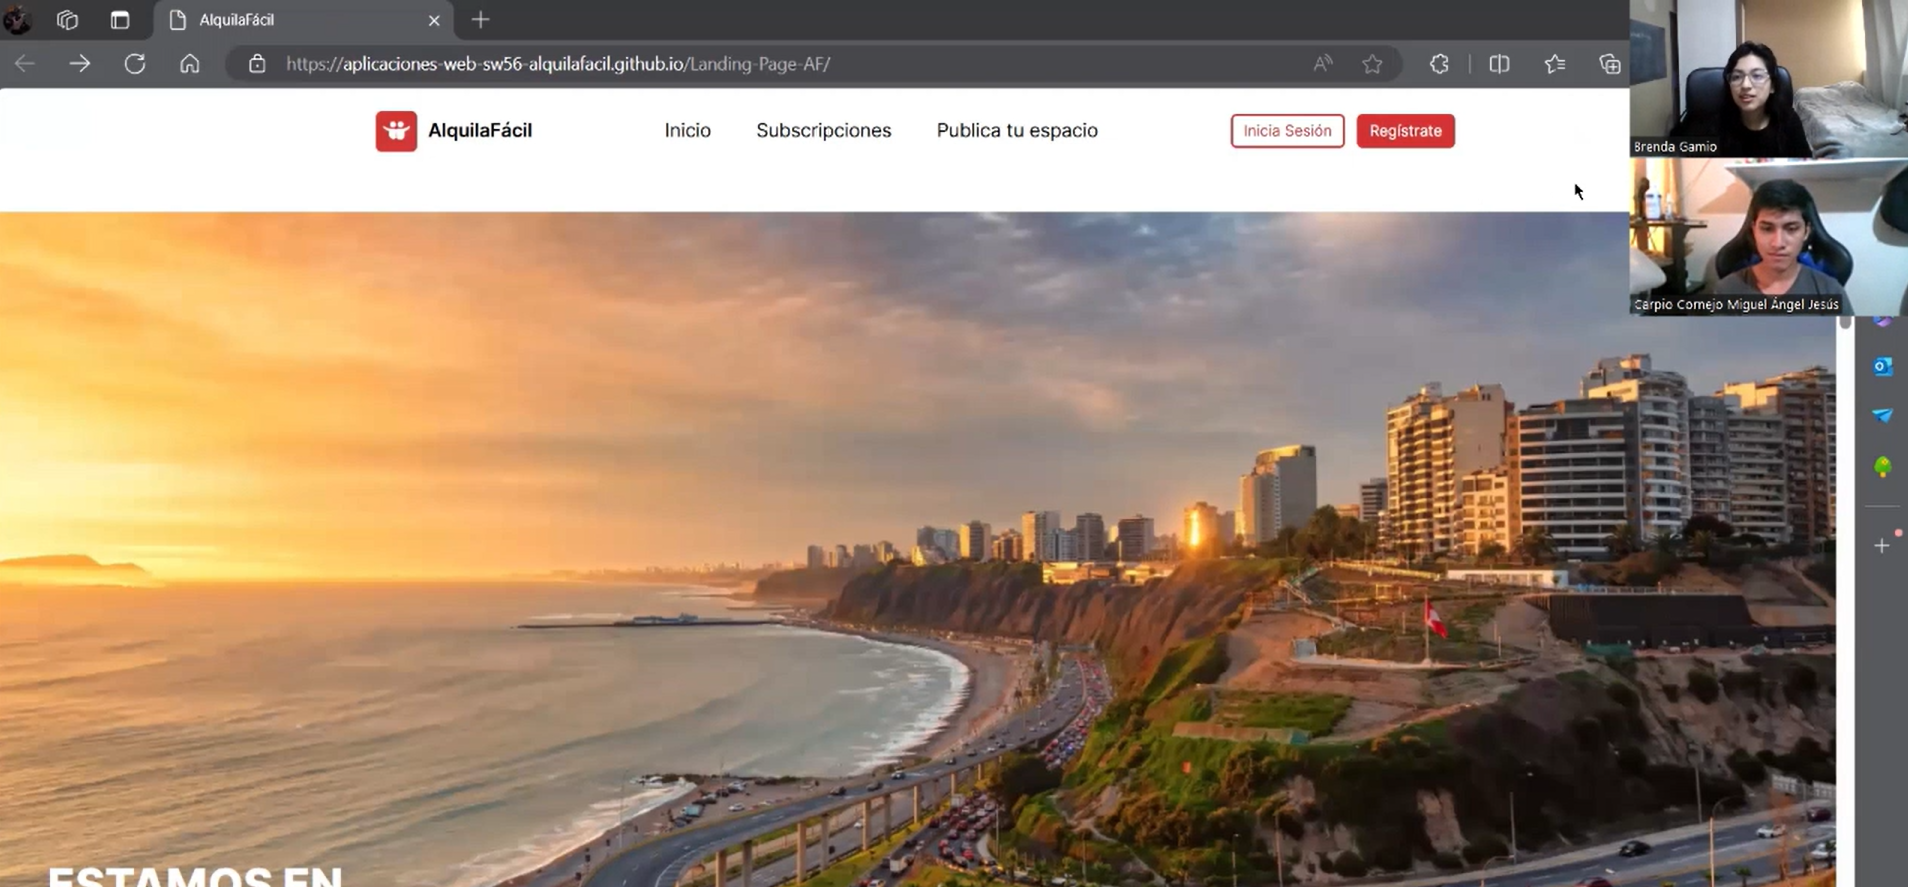 AlquilaFácil
https://aplicaciones-web-sw56-alquilafacil.github.io/Landing-Page-AF/
AlquilaFácil
Inicio
Subscripciones
Publica tu espacio
Inicia Sesión
Regístrate
Brenda Gamio
Carpio Cornejo Miguel Ángel Jesús
ESTAMOS EN